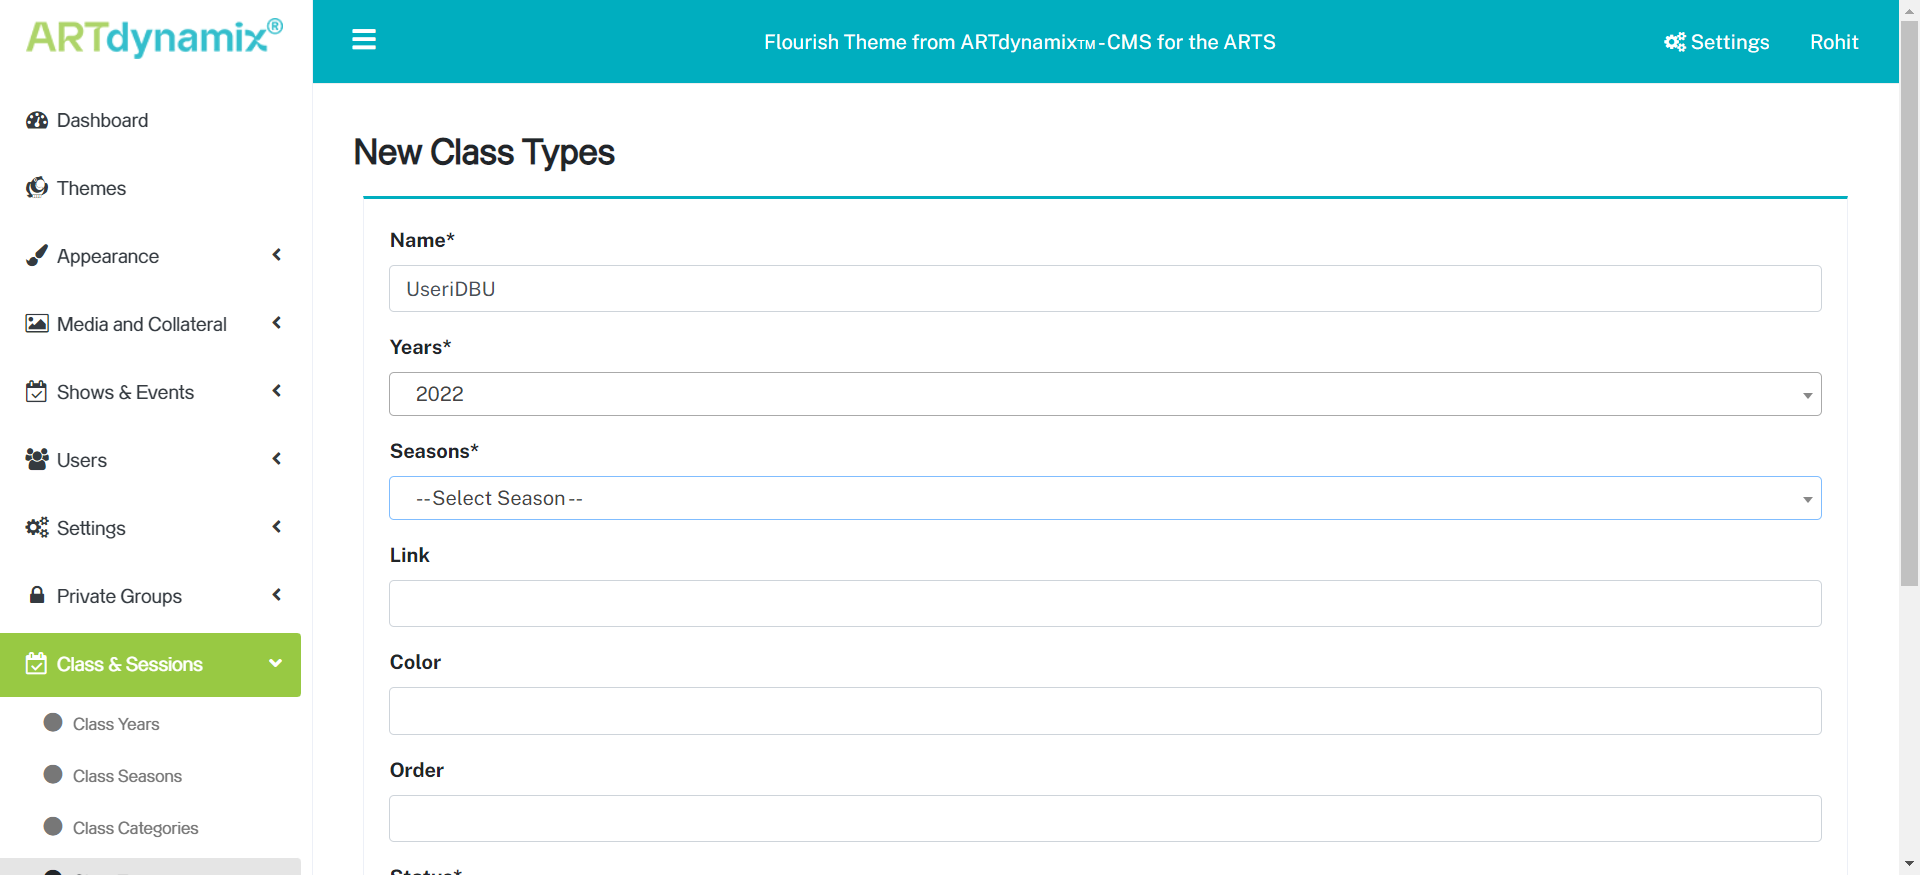 ARTdynamix®
Flourish Theme from ARTdynamix™ - CMS for the ARTS
Settings
Rohit
Dashboard
Themes
Appearance
Media and Collateral
Shows & Events
Users
Settings
Private Groups
Class & Sessions
Class Years
Class Seasons
Class Categories
New Class Types
Name*
UseriDBU
Years*
2022
Seasons*
--Select Season--
Link
Color
Order
Status*